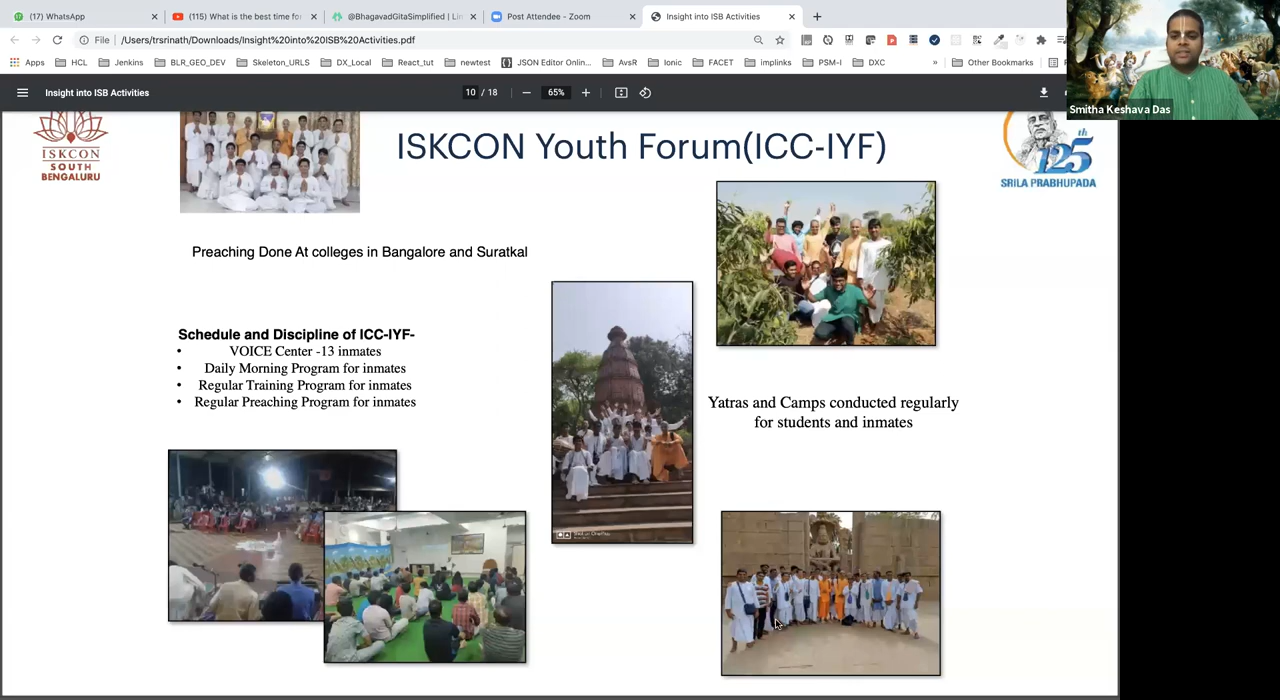 (17) WhatsApp
(115) What is the best time for
@BhagavadGitaSimplified | Lin
Post Attendee - Zoom
Insight into ISB Activities
File
/Users/trsrinath/Downloads/Insight%20into%20ISB%20Activities.pdf
Apps
HCL
Jenkins
BLR_GEO_DEV
Skeleton_URLS
DX_Local
React_tut
newtest
JSON Editor Onlin...
AvsR
Ionic
FACET
implinks
PSM-I
DXC
»
Other Bookmarks
Smitha Keshava Das
Insight into ISB Activities
10 / 18
65%
ISKCON
SOUTH
BENGALURU
ISKCON Youth Forum(ICC-IYF)
125th
SRILA PRABHUPADA
Preaching Done At colleges in Bangalore and Suratkal
Schedule and Discipline of ICC-IYF-
• VOICE Center -13 inmates
• Daily Morning Program for inmates
• Regular Training Program for inmates
• Regular Preaching Program for inmates
Yatras and Camps conducted regularly
for students and inmates
Shot on OnePlus